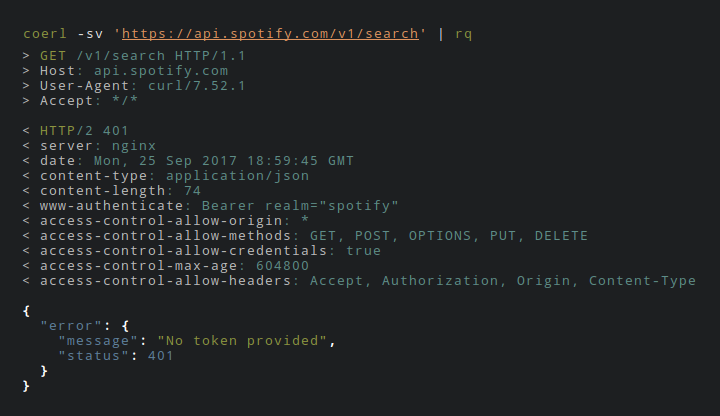 coerl -sv 'https://api.spotify.com/v1/search' | rq
> GET /v1/search HTTP/1.1
> Host: api.spotify.com
> User-Agent: curl/7.52.1
> Accept: */*
< HTTP/2 401
< server: nginx
< date: Mon, 25 Sep 2017 18:59:45 GMT
< content-type: application/json
< content-length: 74
< www-authenticate: Bearer realm="spotify"
< access-control-allow-origin: *
< access-control-allow-methods: GET, POST, OPTIONS, PUT, DELETE
< access-control-allow-credentials: true
< access-control-max-age: 604800
< access-control-allow-headers: Accept, Authorization, Origin, Content-Type
{
  "error": {
    "message": "No token provided",
    "status": 401
  }
}